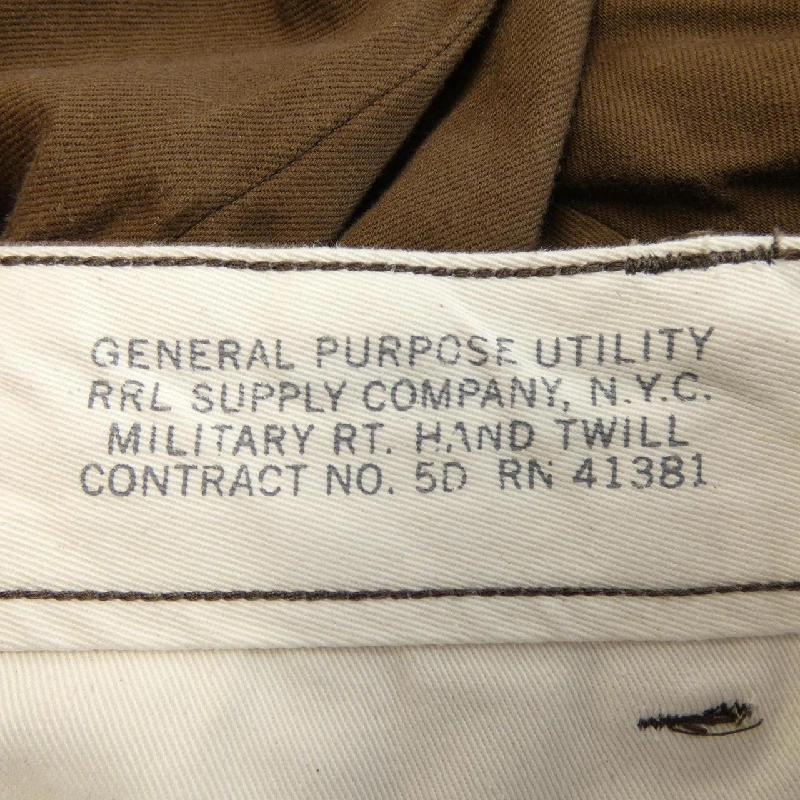 GENERAL PURPOSE UTILITY
RRL SUPPLY COMPANY, N.Y.C.
MILITARY RT. HAND TWILL
CONTRACT NO. 5D RN 41381